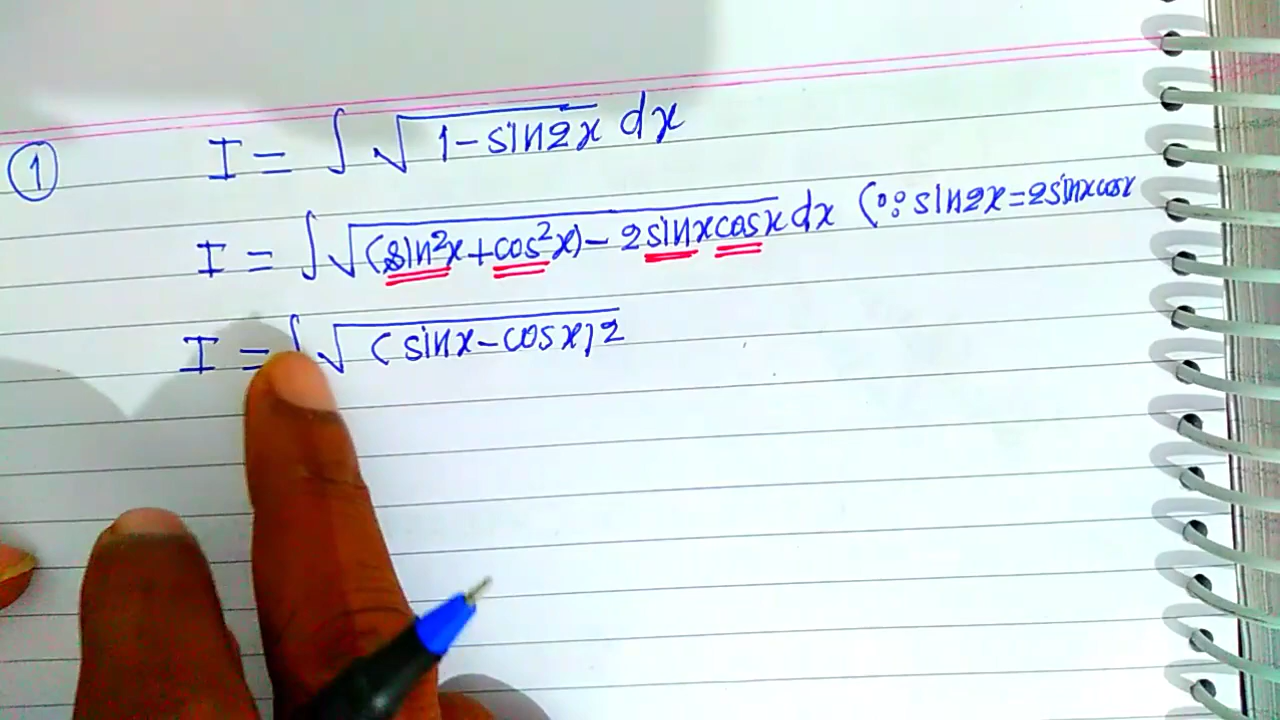 ① I = ∫ √(1-sin2x) dx
I = ∫ √((sin²x+cos²x) - 2sinxcosx) dx (∵ sin2x=2sinxcosx
I = ∫ √((sinx-cosx)2)